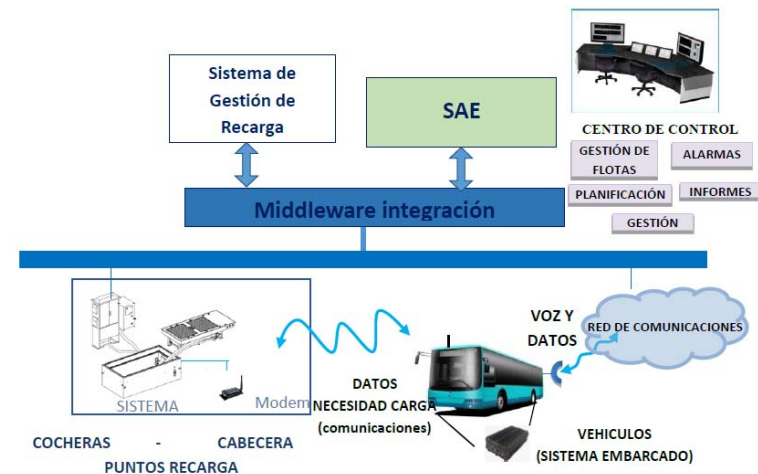 Sistema de
Gestión de
Recarga
SAE
CENTRO DE CONTROL
GESTIÓN DE
FLOTAS
ALARMAS
PLANIFICACIÓN
INFORMES
GESTIÓN
Middleware integración
VOZ Y
DATOS
RED DE COMUNICACIONES
SISTEMA
Modem
DATOS
NECESIDAD CARGA
(comunicaciones)
VEHICULOS
(SISTEMA EMBARCADO)
COCHERAS - CABECERA
PUNTOS RECARGA